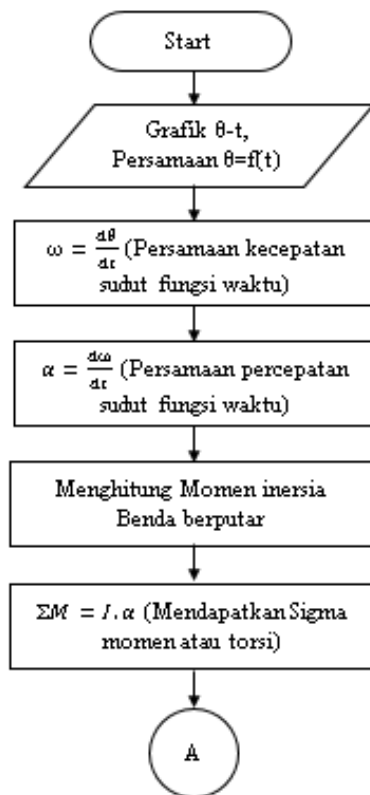 Start
Grafik θ-t,
Persamaan θ=f(t)
ω = dθ/dt (Persamaan kecepatan
sudut fungsi waktu)
α = dω/dt (Persamaan percepatan
sudut fungsi waktu)
Menghitung Momen inersia
Benda berputar
ΣM = I.α (Mendapatkan Sigma
momen atau torsi)
A